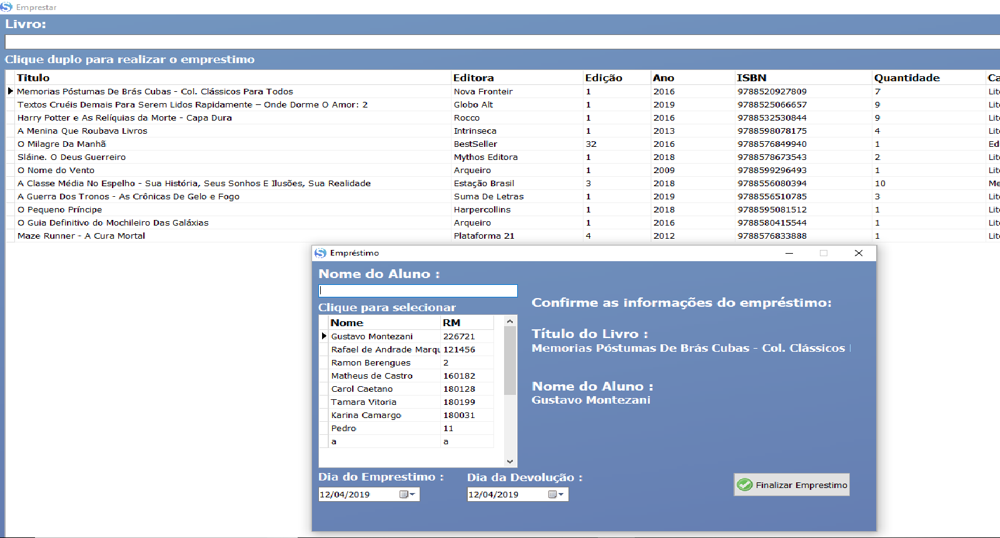 Emprestar
Livro:
Clique duplo para realizar o emprestimo
Titulo Editora Edição Ano ISBN Quantidade Ca
Memorias Póstumas De Brás Cubas - Col. Clássicos Para Todos Nova Fronteir 1 2016 9788520927809 7 Lit
Textos Cruéis Demais Para Serem Lidos Rapidamente – Onde Dorme O Amor: 2 Globo Alt 1 2019 9788525066657 9 Lit
Harry Potter e As Relíquias da Morte - Capa Dura Rocco 1 2016 9788532530844 9 Lit
A Menina Que Roubava Livros Intrinseca 1 2013 9788598078175 4 Lit
O Milagre Da Manhã BestSeller 32 2016 9788576849940 1 Ed
Sláine. O Deus Guerreiro Mythos Editora 1 2018 9788578673543 2 Lit
O Nome do Vento Arqueiro 1 2009 9788599296493 1 Lit
A Classe Média No Espelho - Sua História, Seus Sonhos E Ilusões, Sua Realidade Estação Brasil 3 2018 9788556080394 10 Me
A Guerra Dos Tronos - As Crônicas De Gelo e Fogo Suma De Letras 1 2019 9788556510785 3 Lit
O Pequeno Príncipe Harpercollins 1 2018 9788595081512 1 Lit
O Guia Definitivo do Mochileiro Das Galáxias Arqueiro 1 2016 9788580415544 1 Lit
Maze Runner - A Cura Mortal Plataforma 21 4 2012 9788576833888 1 Lit
Empréstimo
Nome do Aluno :
Clique para selecionar
Nome RM
Gustavo Montezani 226721
Rafael de Andrade Marqu 121456
Ramon Berengues 2
Matheus de Castro 160182
Carol Caetano 180128
Tamara Vitoria 180199
Karina Camargo 180031
Pedro 11
a a
Dia do Emprestimo :
12/04/2019
Dia da Devolução :
12/04/2019
Confirme as informações do empréstimo:
Título do Livro :
Memorias Póstumas De Brás Cubas - Col. Clássicos
Nome do Aluno :
Gustavo Montezani
Finalizar Emprestimo